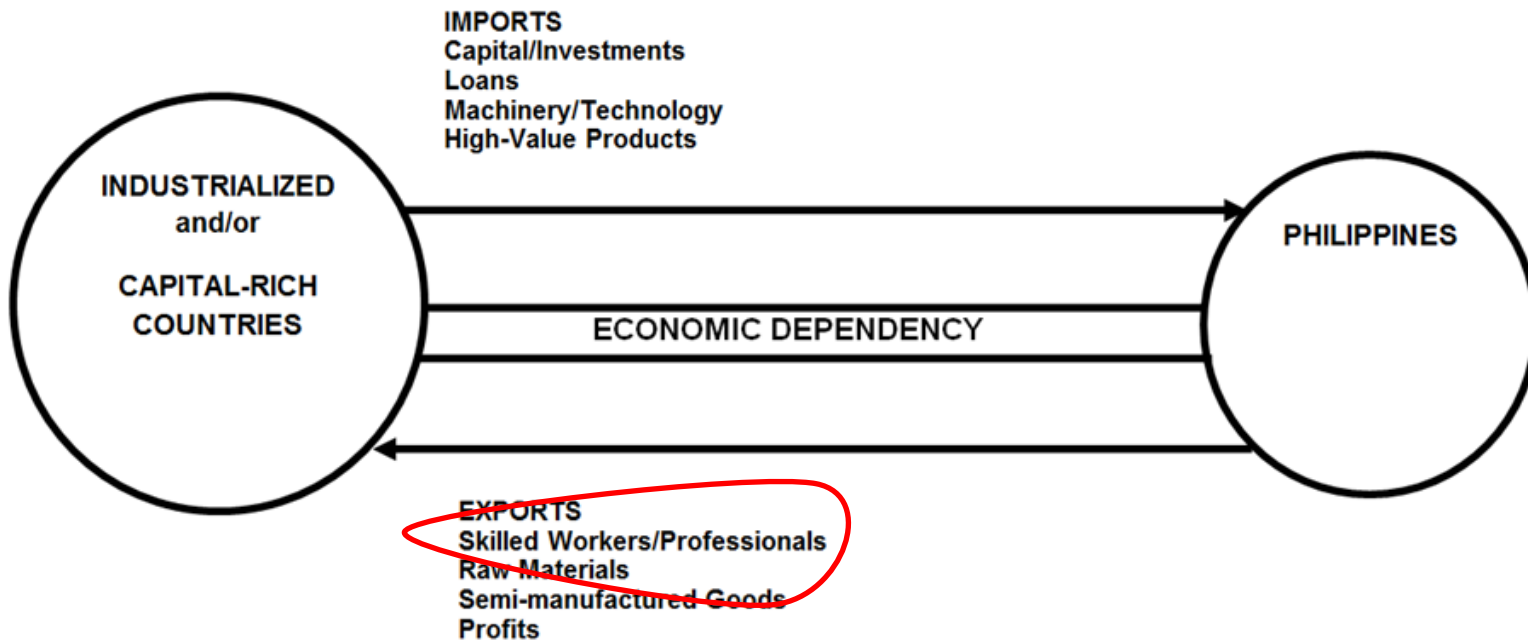 IMPORTS
Capital/Investments
Loans
Machinery/Technology
High-Value Products
INDUSTRIALIZED
and/or
CAPITAL-RICH
COUNTRIES
PHILIPPINES
ECONOMIC DEPENDENCY
EXPORTS
Skilled Workers/Professionals
Raw Materials
Semi-manufactured Goods
Profits